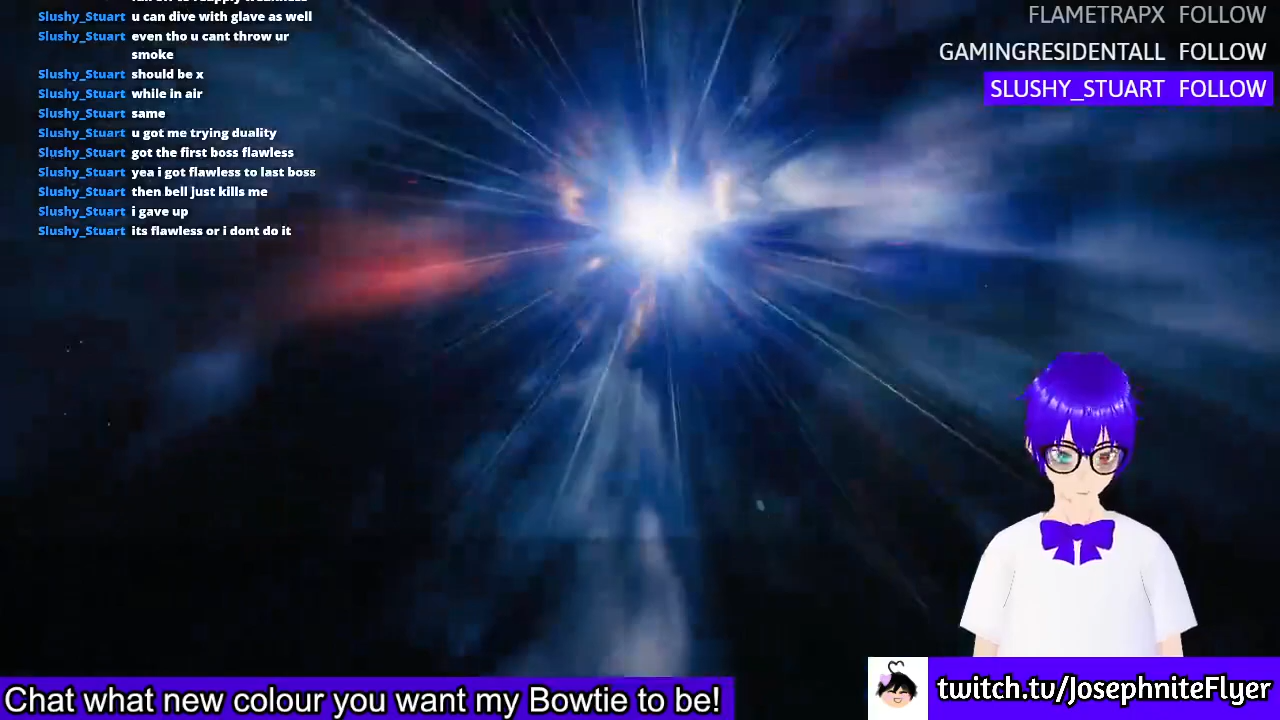 Slushy_Stuart u can dive with glave as well
Slushy_Stuart even tho u cant throw ur
smoke
Slushy_Stuart should be x
Slushy_Stuart while in air
Slushy_Stuart same
Slushy_Stuart u got me trying duality
Slushy_Stuart got the first boss flawless
Slushy_Stuart yea i got flawless to last boss
Slushy_Stuart then bell just kills me
Slushy_Stuart i gave up
Slushy_Stuart its flawless or i dont do it
FLAMETRAPX FOLLOW
GAMINGRESIDENTALL FOLLOW
SLUSHY_STUART FOLLOW
Chat what new colour you want my Bowtie to be!
twitch.tv/JosephniteFlyer